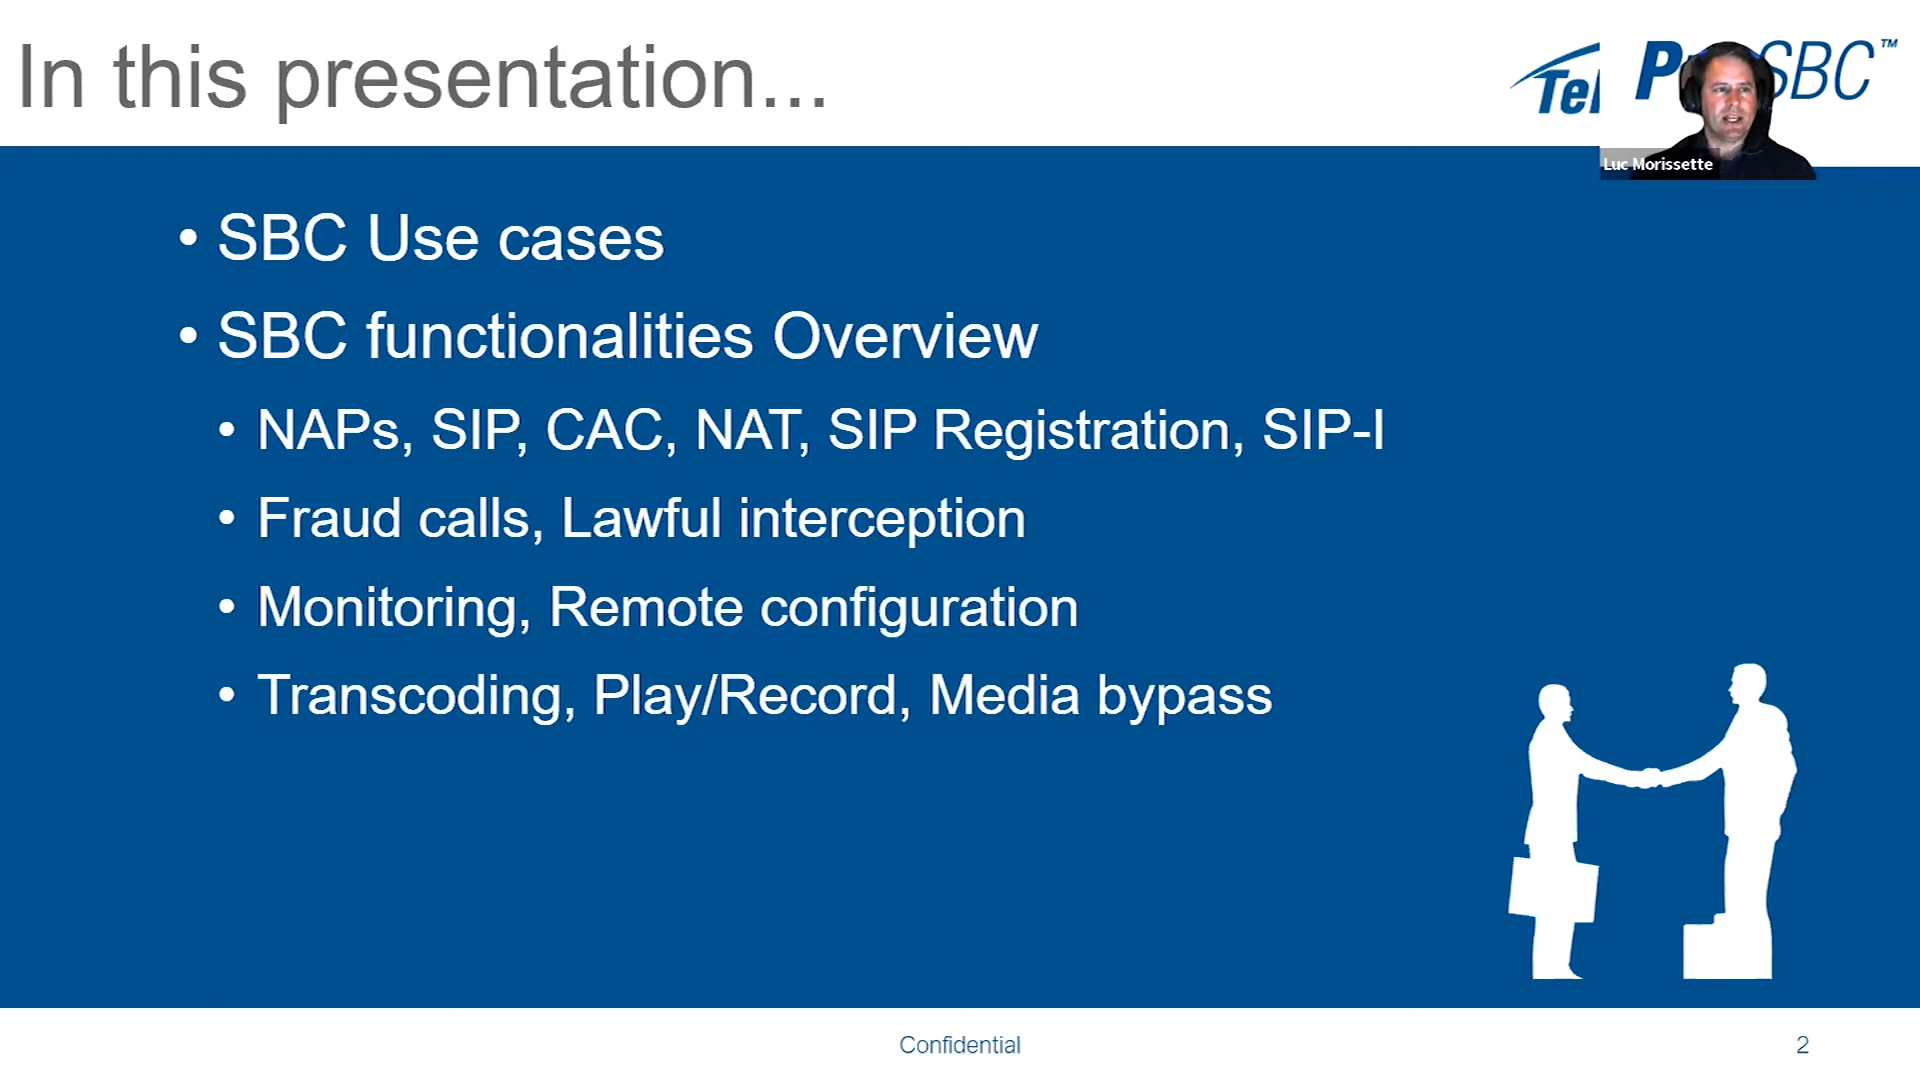 In this presentation...
SBC™
Luc Morissette
• SBC Use cases
• SBC functionalities Overview
• NAPs, SIP, CAC, NAT, SIP Registration, SIP-I
• Fraud calls, Lawful interception
• Monitoring, Remote configuration
• Transcoding, Play/Record, Media bypass
Confidential
2